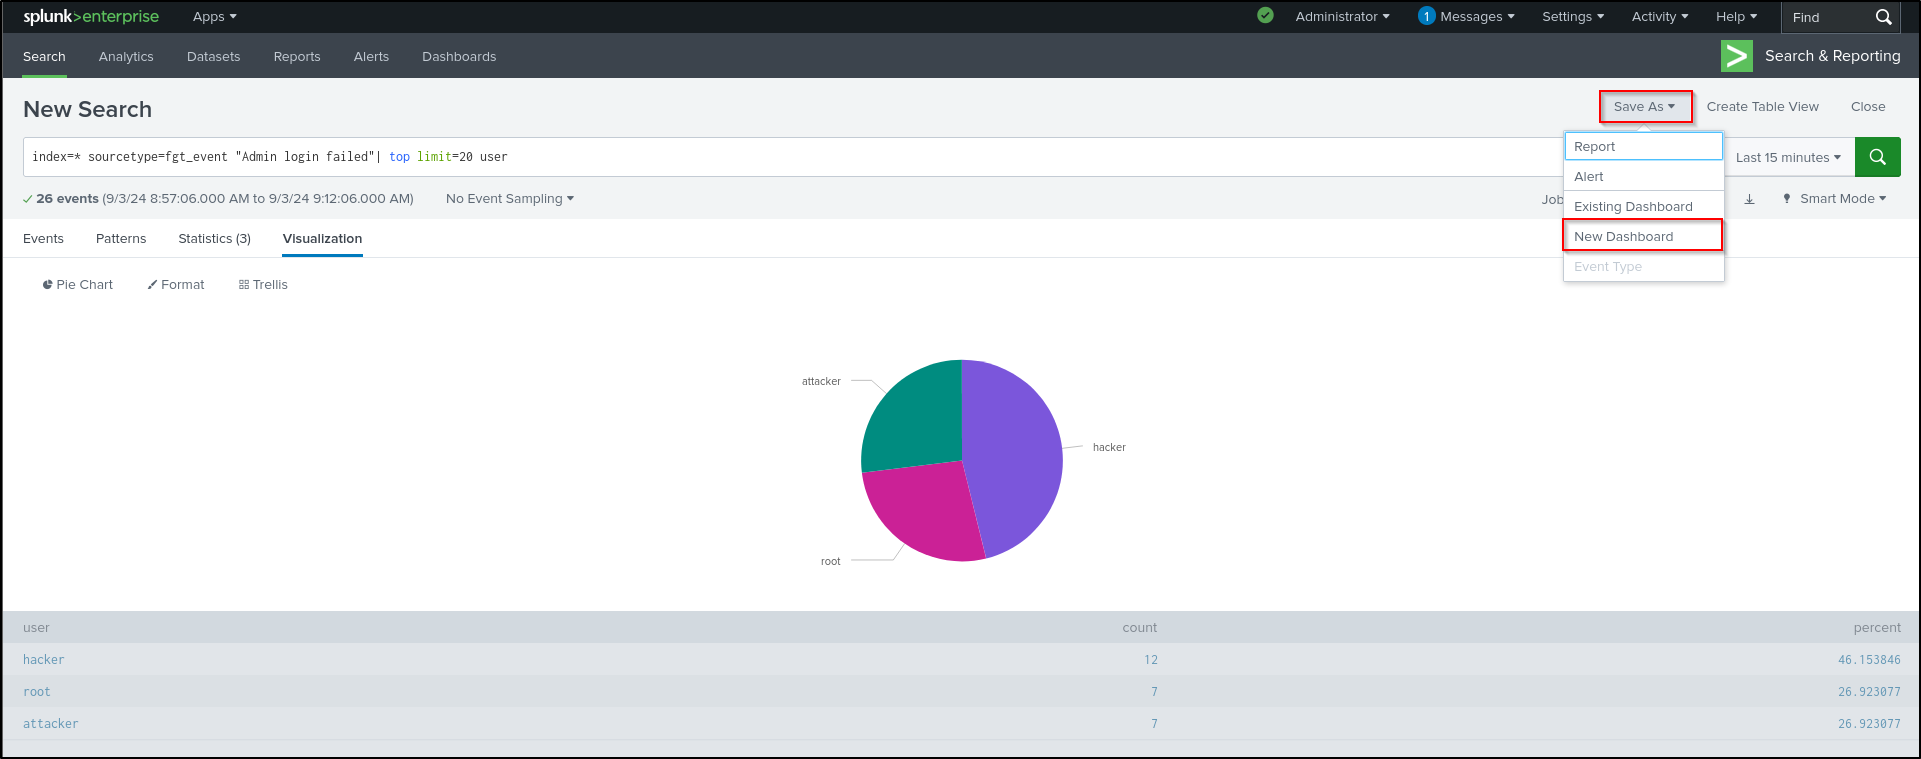 splunk>enterprise Apps Administrator 1 Messages Settings Activity Help Find
Search Analytics Datasets Reports Alerts Dashboards Search & Reporting
New Search Save As Create Table View Close
index=* sourcetype=fgt_event "Admin login failed"| top limit=20 user Last 15 minutes
Report
Alert
Existing Dashboard
New Dashboard
Event Type
26 events (9/3/24 8:57:06.000 AM to 9/3/24 9:12:06.000 AM) No Event Sampling Job Smart Mode
Events Patterns Statistics (3) Visualization
Pie Chart Format Trellis
attacker
hacker
root
user count percent
hacker 12 46.153846
root 7 26.923077
attacker 7 26.923077